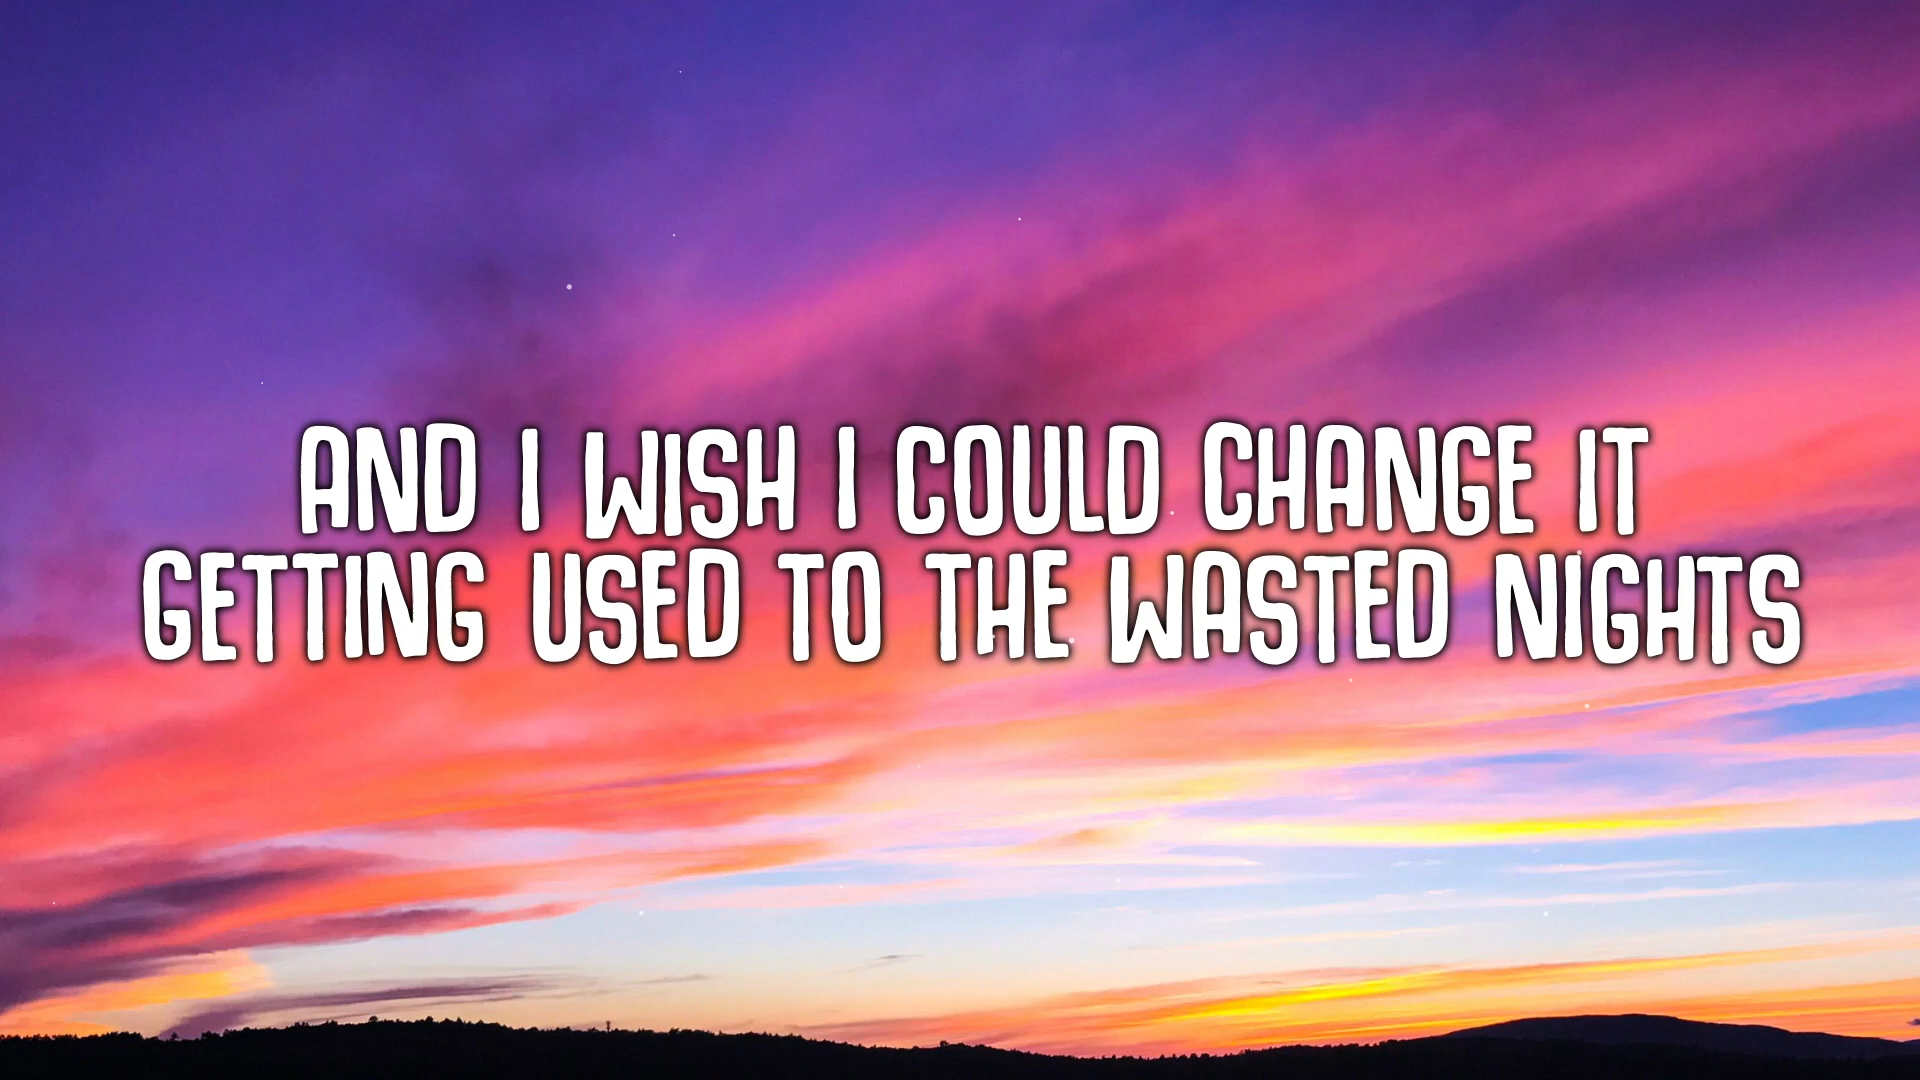 AND I WISH I COULD CHANGE IT
GETTING USED TO THE WASTED NIGHTS